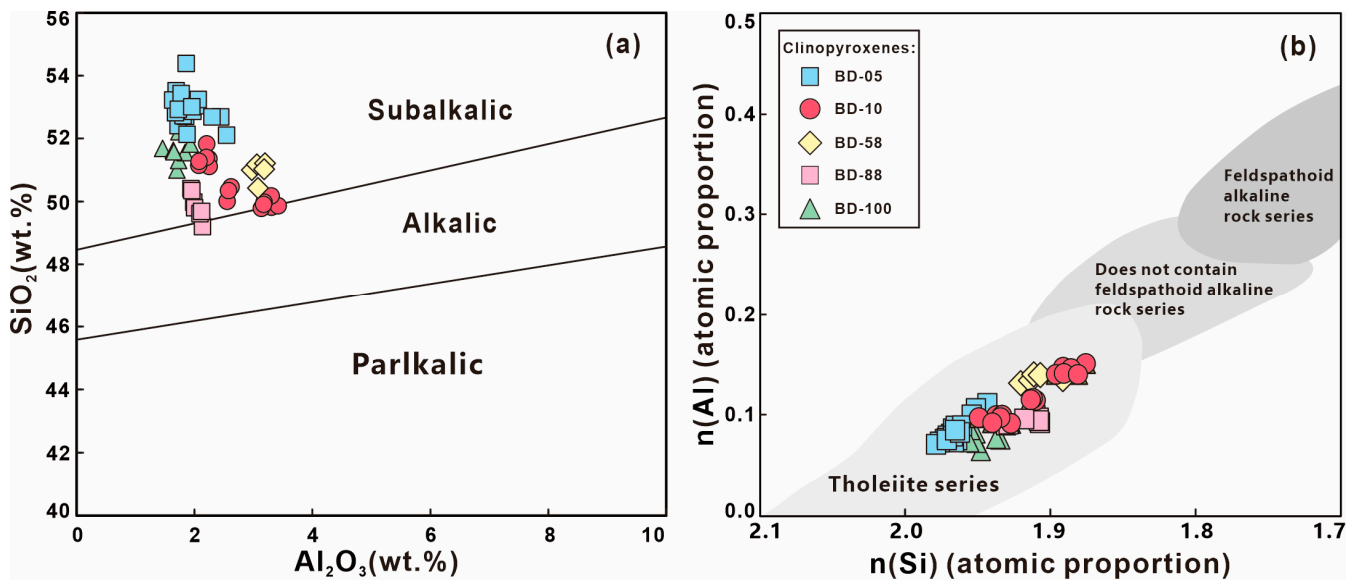 (a)
SiO2(wt.%)
56
54
52
50
48
46
44
42
40
Subalkalic
Alkalic
Parlkalic
0
2
4
6
8
10
Al2O3(wt.%)
(b)
n(Al) (atomic proportion)
0.5
0.4
0.3
0.2
0.1
0.0
Clinopyroxenes:
BD-05
BD-10
BD-58
BD-88
BD-100
Feldspathoid
alkaline
rock series
Does not contain
feldspathoid alkaline
rock series
Tholeiite series
2.1
2.0
1.9
1.8
1.7
n(Si) (atomic proportion)